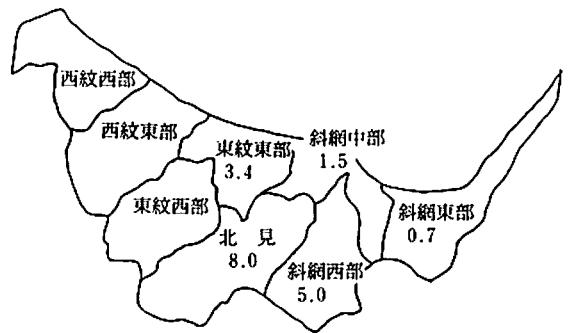 西紋西部
西紋東部
東紋東部
3.4
斜網中部
1.5
東紋西部
北 見
8.0
斜網西部
5.0
斜網東部
0.7